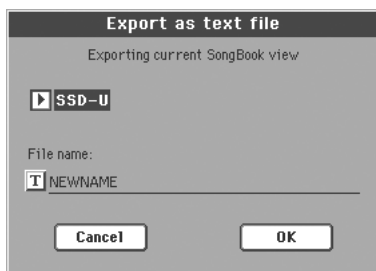 Export as text file
Exporting current SongBook view
SSD-U
File name:
T NEWNAME
Cancel OK